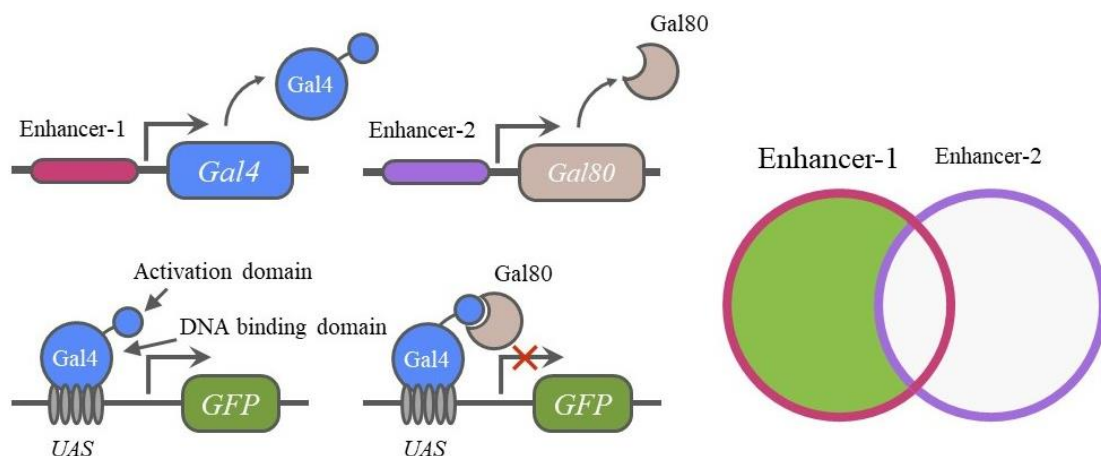 Gal80
Gal4
Enhancer-1
Enhancer-2
Gal4
Gal80
Enhancer-1
Enhancer-2
Activation domain
Gal80
DNA binding domain
Gal4
Gal4
GFP
GFP
UAS
UAS